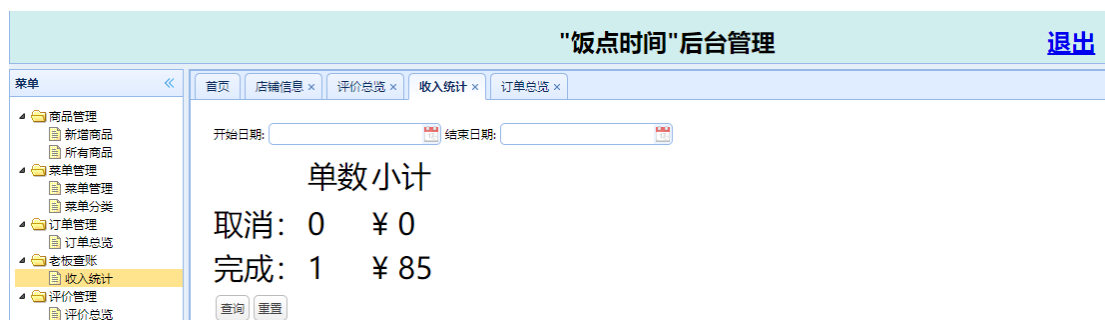 "饭点时间"后台管理 退出
菜单
首页 店铺信息 评价总览 收入统计 订单总览
商品管理
新增商品
所有商品
菜单管理
菜单管理
菜单分类
订单管理
订单总览
老板查账
收入统计
评价管理
评价总览
开始日期: 结束日期:
单数 小计
取消: 0 ¥ 0
完成: 1 ¥ 85
查询 重置